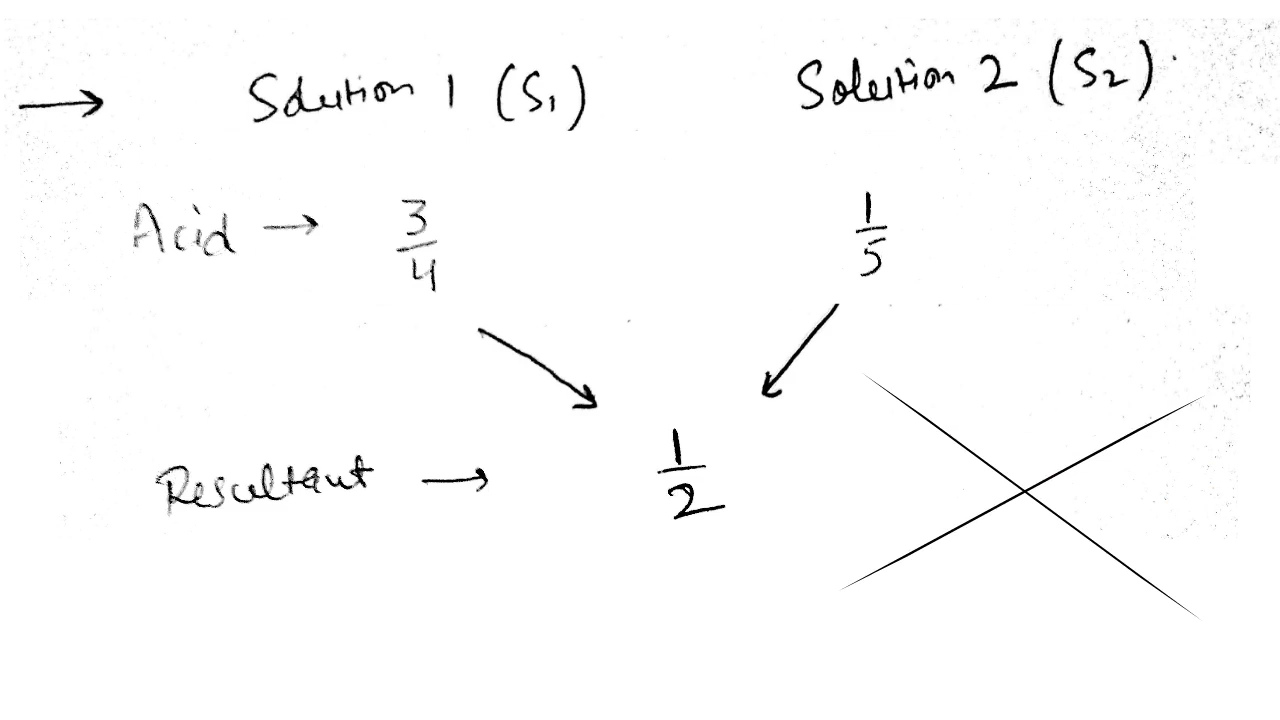 → Solution 1 (S₁) Solution 2 (S₂)
Acid → 3/4 1/5
Resultant → 1/2